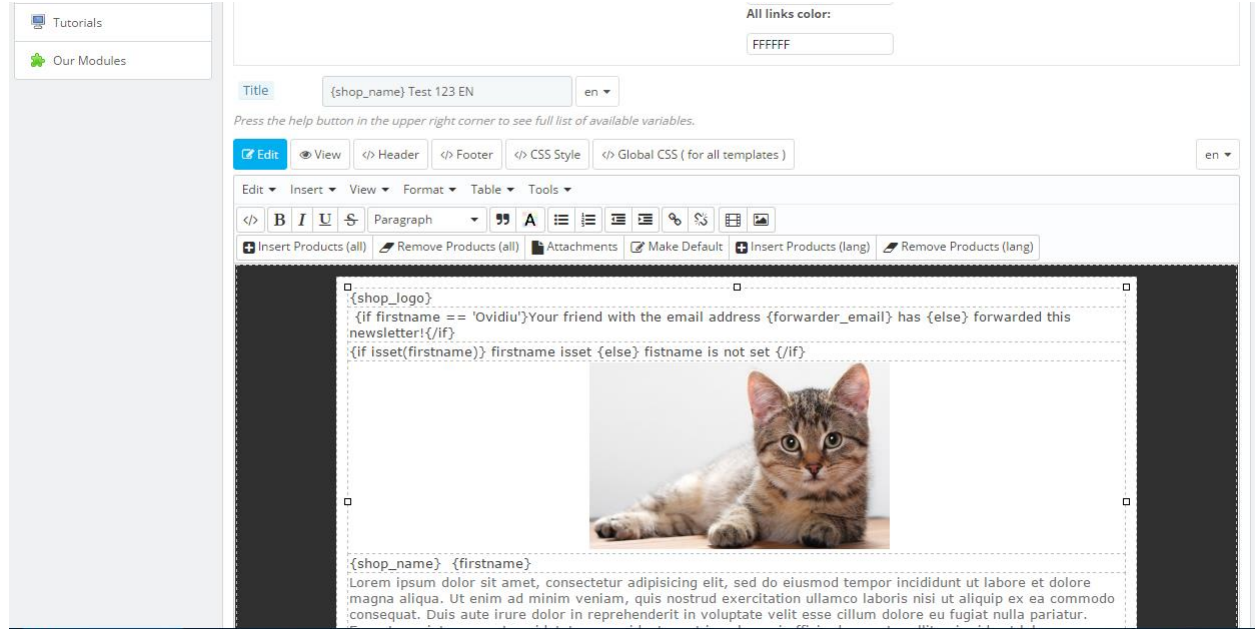 All links color:
Tutorials
FFFFFF
Our Modules
Title {shop_name} Test 123 EN en
Press the help button in the upper right corner to see full list of available variables.
Edit View </> Header </> Footer </> CSS Style </> Global CSS ( for all templates ) en
Edit Insert View Format Table Tools
</> B I U S Paragraph A
Insert Products (all) Remove Products (all) Attachments Make Default Insert Products (lang) Remove Products (lang)
{shop_logo}
{if firstname == 'Ovidiu'}Your friend with the email address {forwarder_email} has {else} forwarded this
newsletter!{/if}
{if isset(firstname)} firstname isset {else} fistname is not set {/if}
{shop_name} {firstname}
Lorem ipsum dolor sit amet, consectetur adipisicing elit, sed do eiusmod tempor incididunt ut labore et dolore
magna aliqua. Ut enim ad minim veniam, quis nostrud exercitation ullamco laboris nisi ut aliquip ex ea commodo
consequat. Duis aute irure dolor in reprehenderit in voluptate velit esse cillum dolore eu fugiat nulla pariatur.